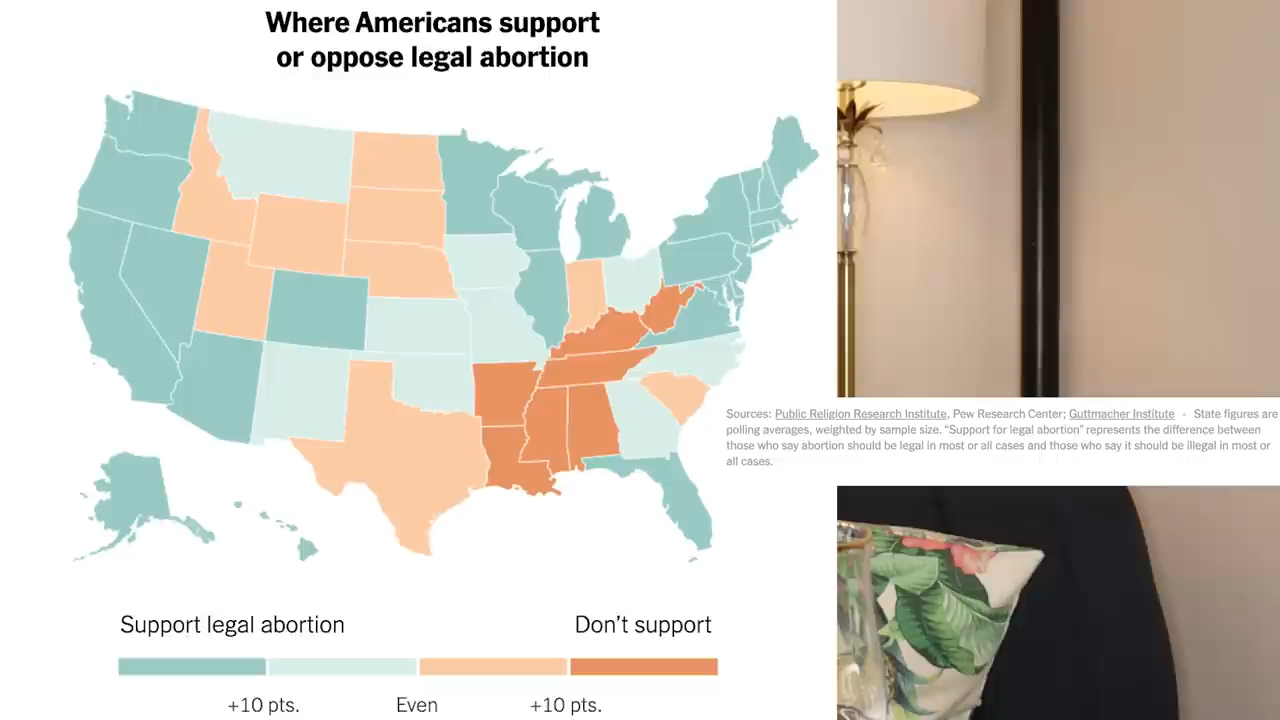 Where Americans support
or oppose legal abortion
Sources: Public Religion Research Institute, Pew Research Center; Guttmacher Institute • State figures are
polling averages, weighted by sample size. “Support for legal abortion” represents the difference between
those who say abortion should be legal in most or all cases and those who say it should be illegal in most or
all cases.
Support legal abortion Don’t support
+10 pts. Even +10 pts.